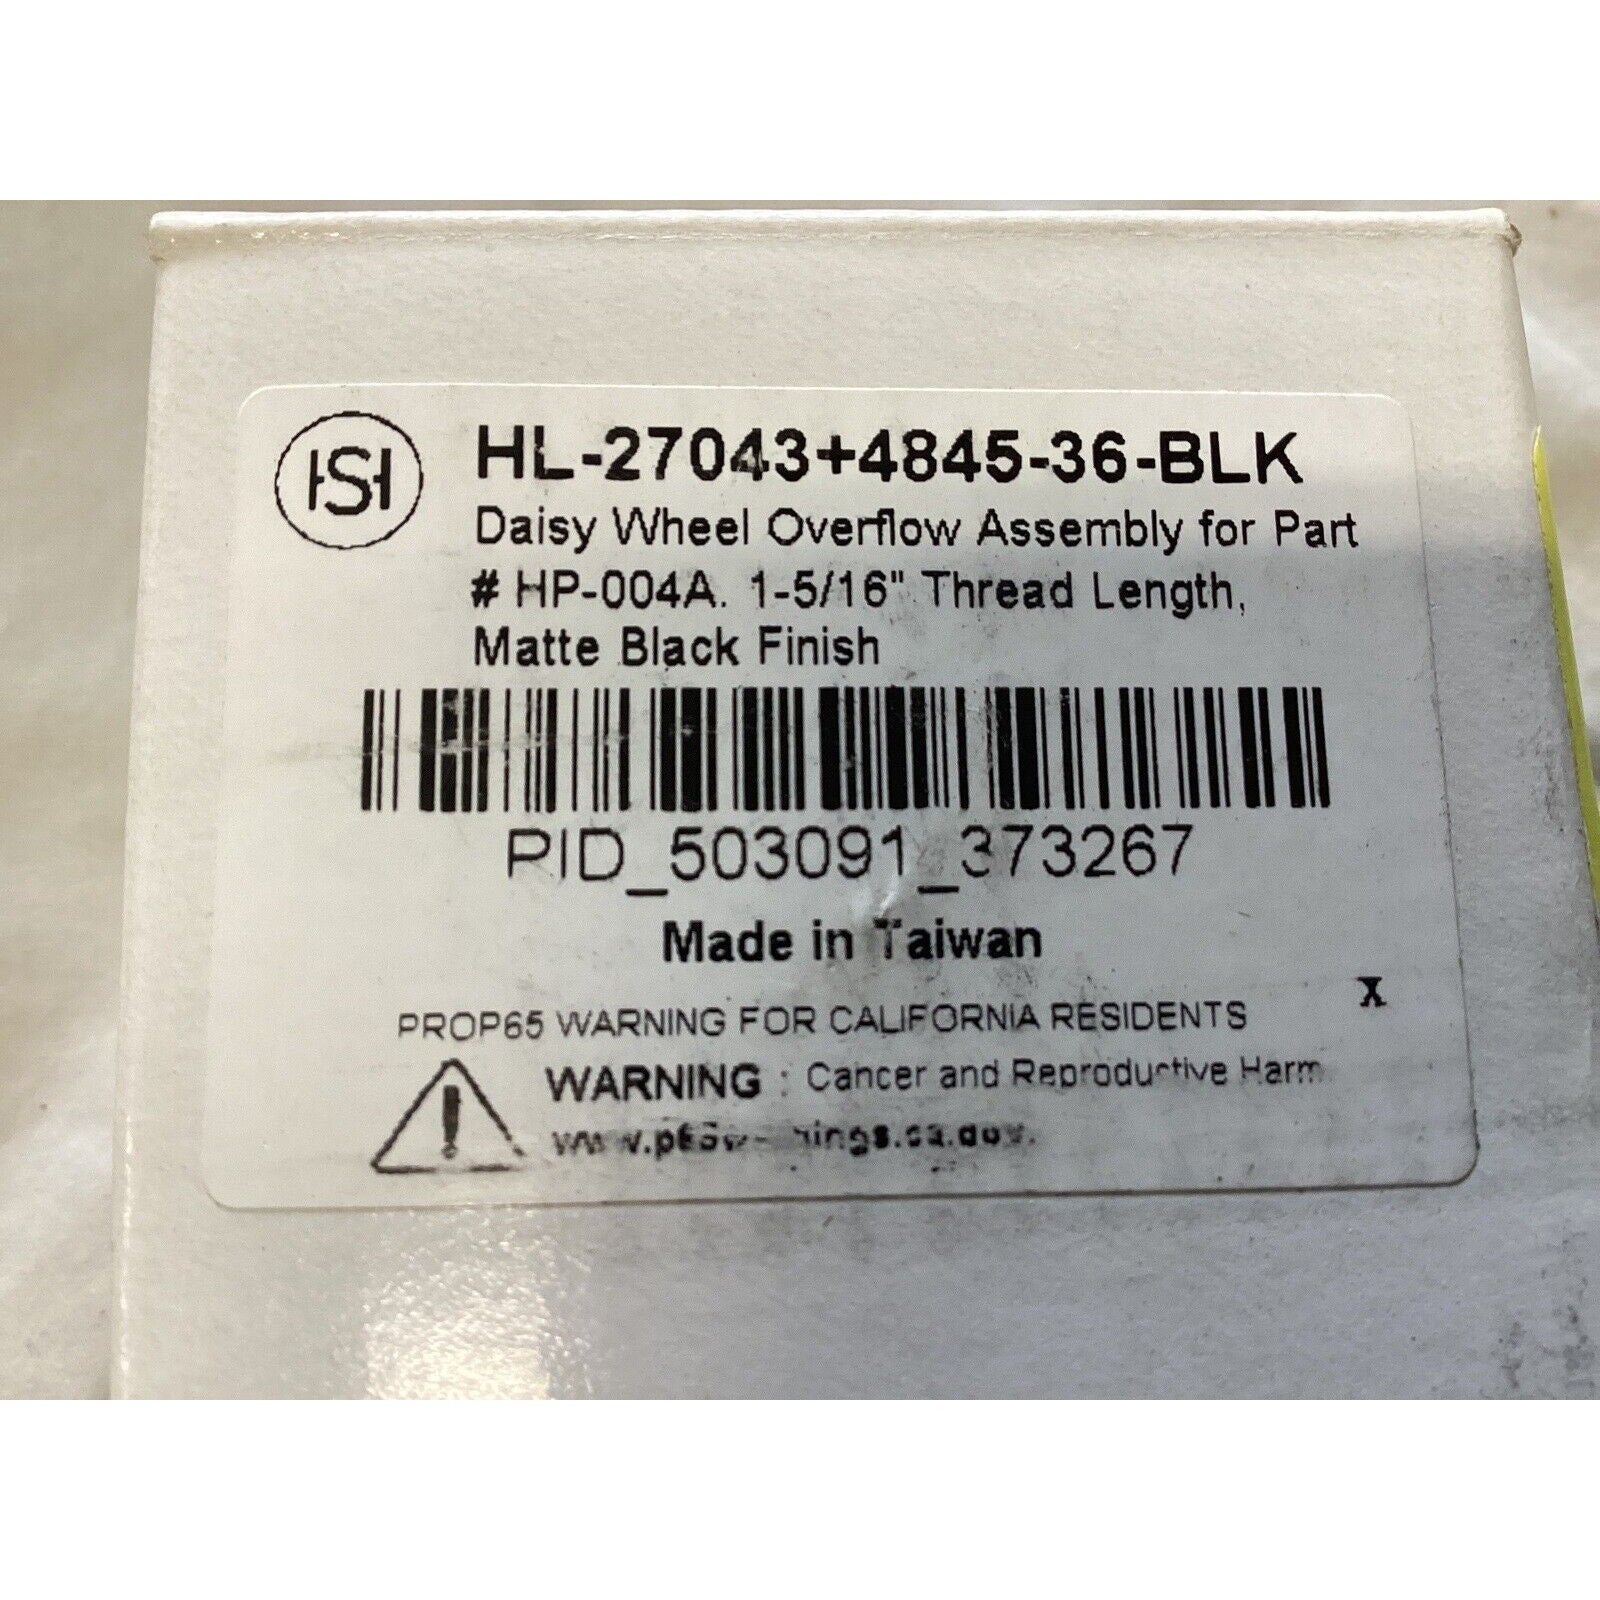 HSH
HL-27043+4845-36-BLK
Daisy Wheel Overflow Assembly for Part
# HP-004A. 1-5/16" Thread Length,
Matte Black Finish
PID_503091_373267
Made in Taiwan
X
PROP65 WARNING FOR CALIFORNIA RESIDENTS
WARNING : Cancer and Reproductive Harm